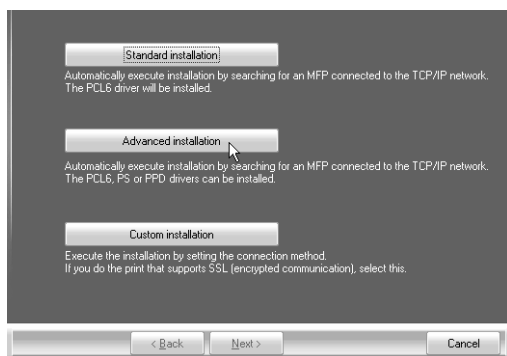 Standard installation
Automatically execute installation by searching for an MFP connected to the TCP/IP network.
The PCL6 driver will be installed.
Advanced installation
Automatically execute installation by searching for an MFP connected to the TCP/IP network.
The PCL6, PS or PPD drivers can be installed.
Custom installation
Execute the installation by setting the connection method.
If you do the print that supports SSL (encrypted communication), select this.
< Back Next > Cancel